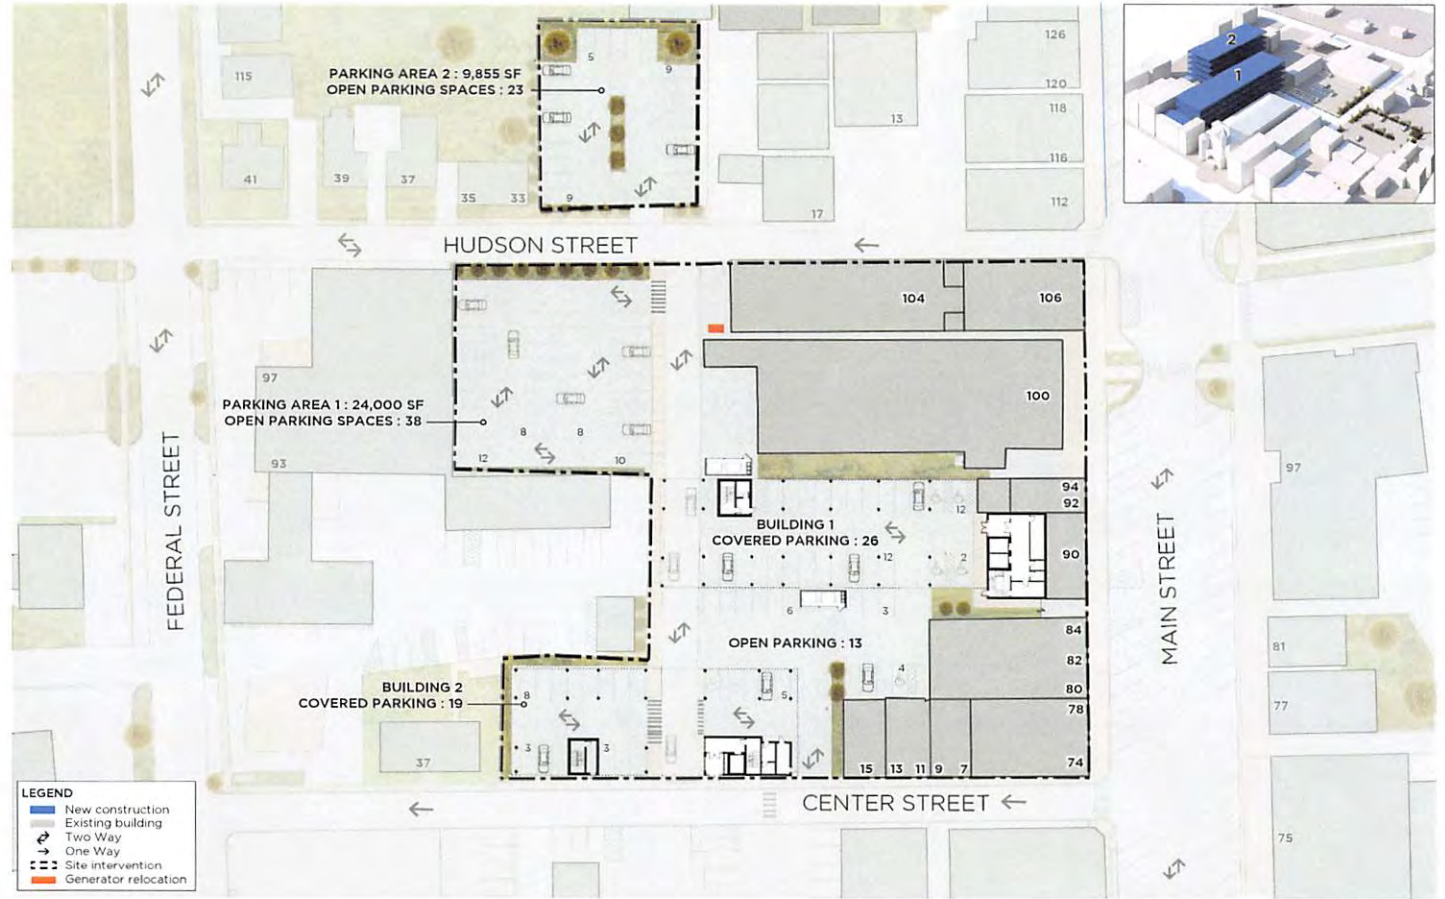 126
120
118
116
112
115
5
9
PARKING AREA 2 : 9,855 SF
OPEN PARKING SPACES : 23
13
2
1
41
39
37
35
33
9
17
HUDSON STREET
104
106
97
PARKING AREA 1 : 24,000 SF
OPEN PARKING SPACES : 38
100
8
8
12
10
93
97
94
92
12
BUILDING 1
COVERED PARKING : 26
90
12
2
FEDERAL STREET
MAIN STREET
6
3
OPEN PARKING : 13
84
82
80
81
4
BUILDING 2
COVERED PARKING : 19
8
5
78
77
3
3
37
15
13
11
9
7
74
CENTER STREET
75
LEGEND
New construction
Existing building
Two Way
One Way
Site intervention
Generator relocation